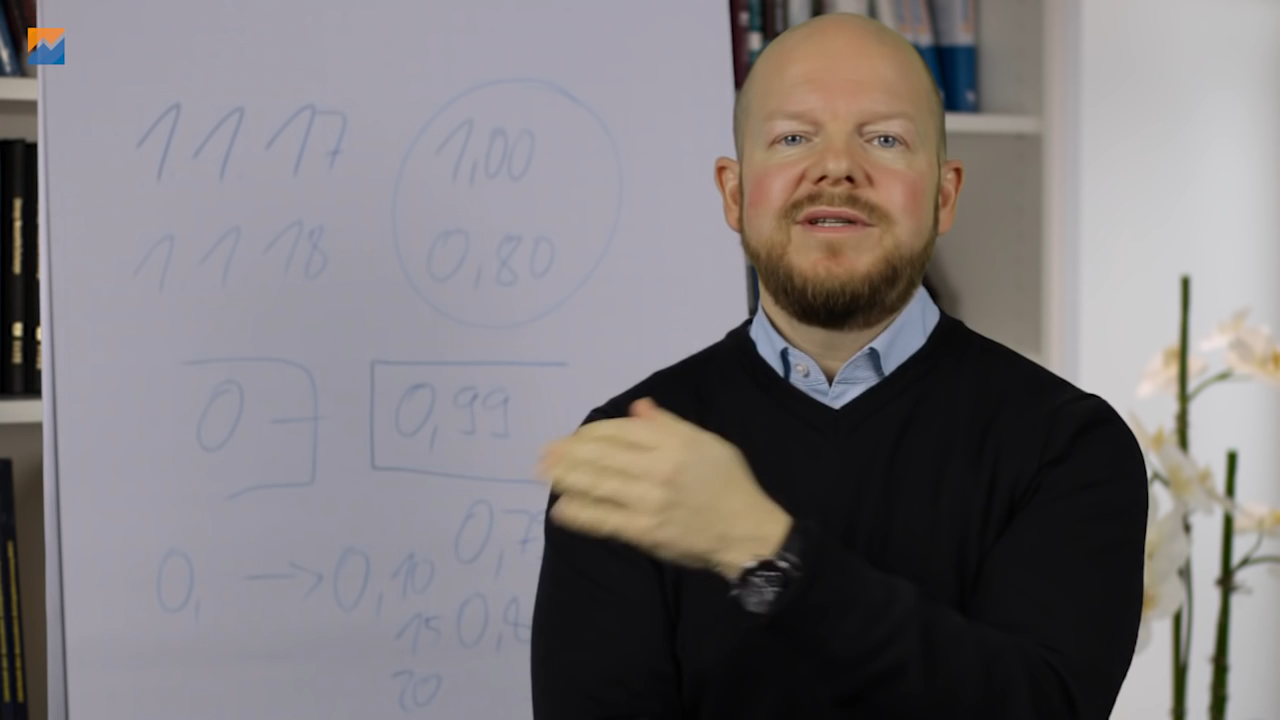 1 1 17 1,00
1 1 18 0,80
0 - 0,99
0,7
0, → 0,10
15 0,8
20